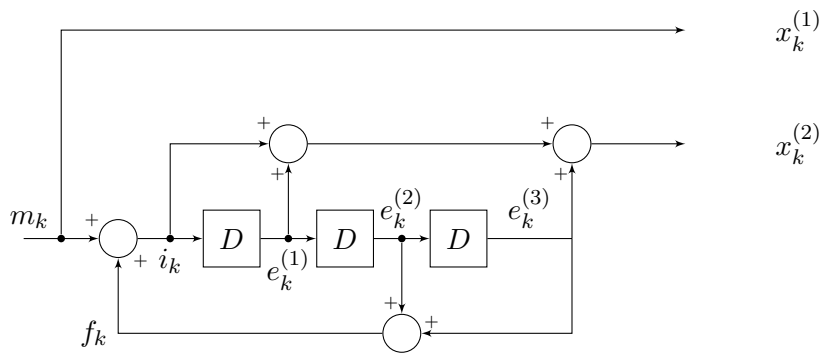 $x_k^{(1)}$
+ +
$x_k^{(2)}$
+ +
$m_k$ + $e_k^{(2)}$ $e_k^{(3)}$
D D D
+ $i_k$ $e_k^{(1)}$
+ +
$f_k$